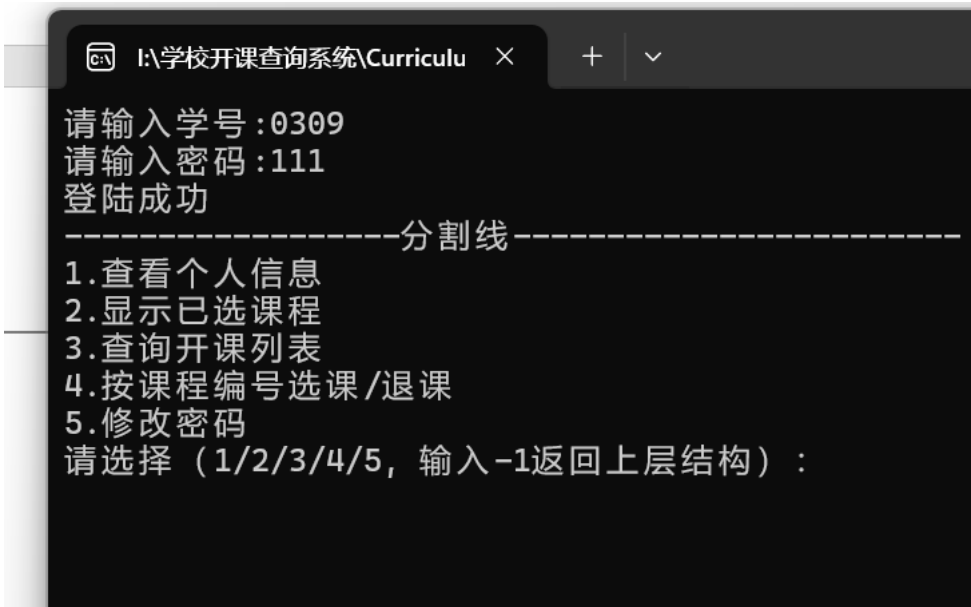 I:\学校开课查询系统\Curriculu
请输入学号:0309
请输入密码:111
登陆成功
------------------分割线------------------------
1.查看个人信息
2.显示已选课程
3.查询开课列表
4.按课程编号选课/退课
5.修改密码
请选择（1/2/3/4/5, 输入-1返回上层结构）: